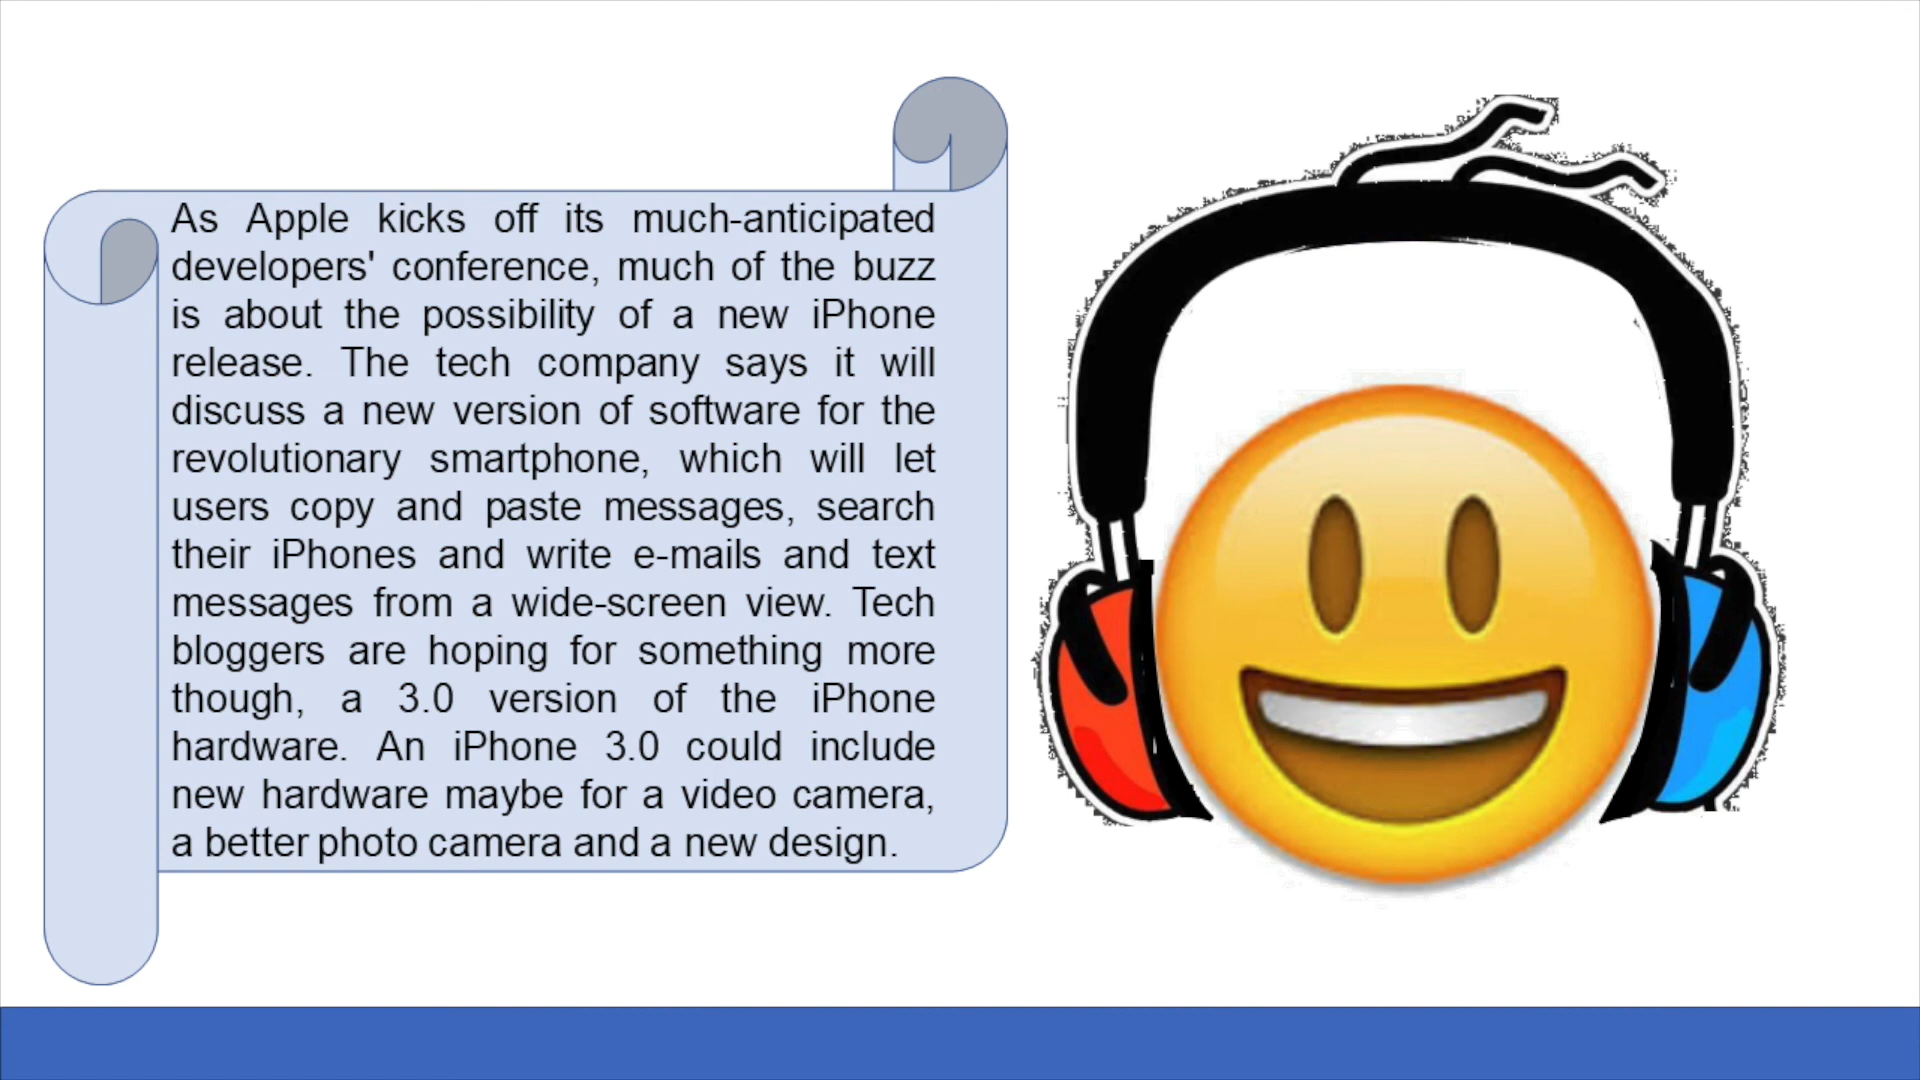 As Apple kicks off its much-anticipated
developers' conference, much of the buzz
is about the possibility of a new iPhone
release. The tech company says it will
discuss a new version of software for the
revolutionary smartphone, which will let
users copy and paste messages, search
their iPhones and write e-mails and text
messages from a wide-screen view. Tech
bloggers are hoping for something more
though, a 3.0 version of the iPhone
hardware. An iPhone 3.0 could include
new hardware maybe for a video camera,
a better photo camera and a new design.